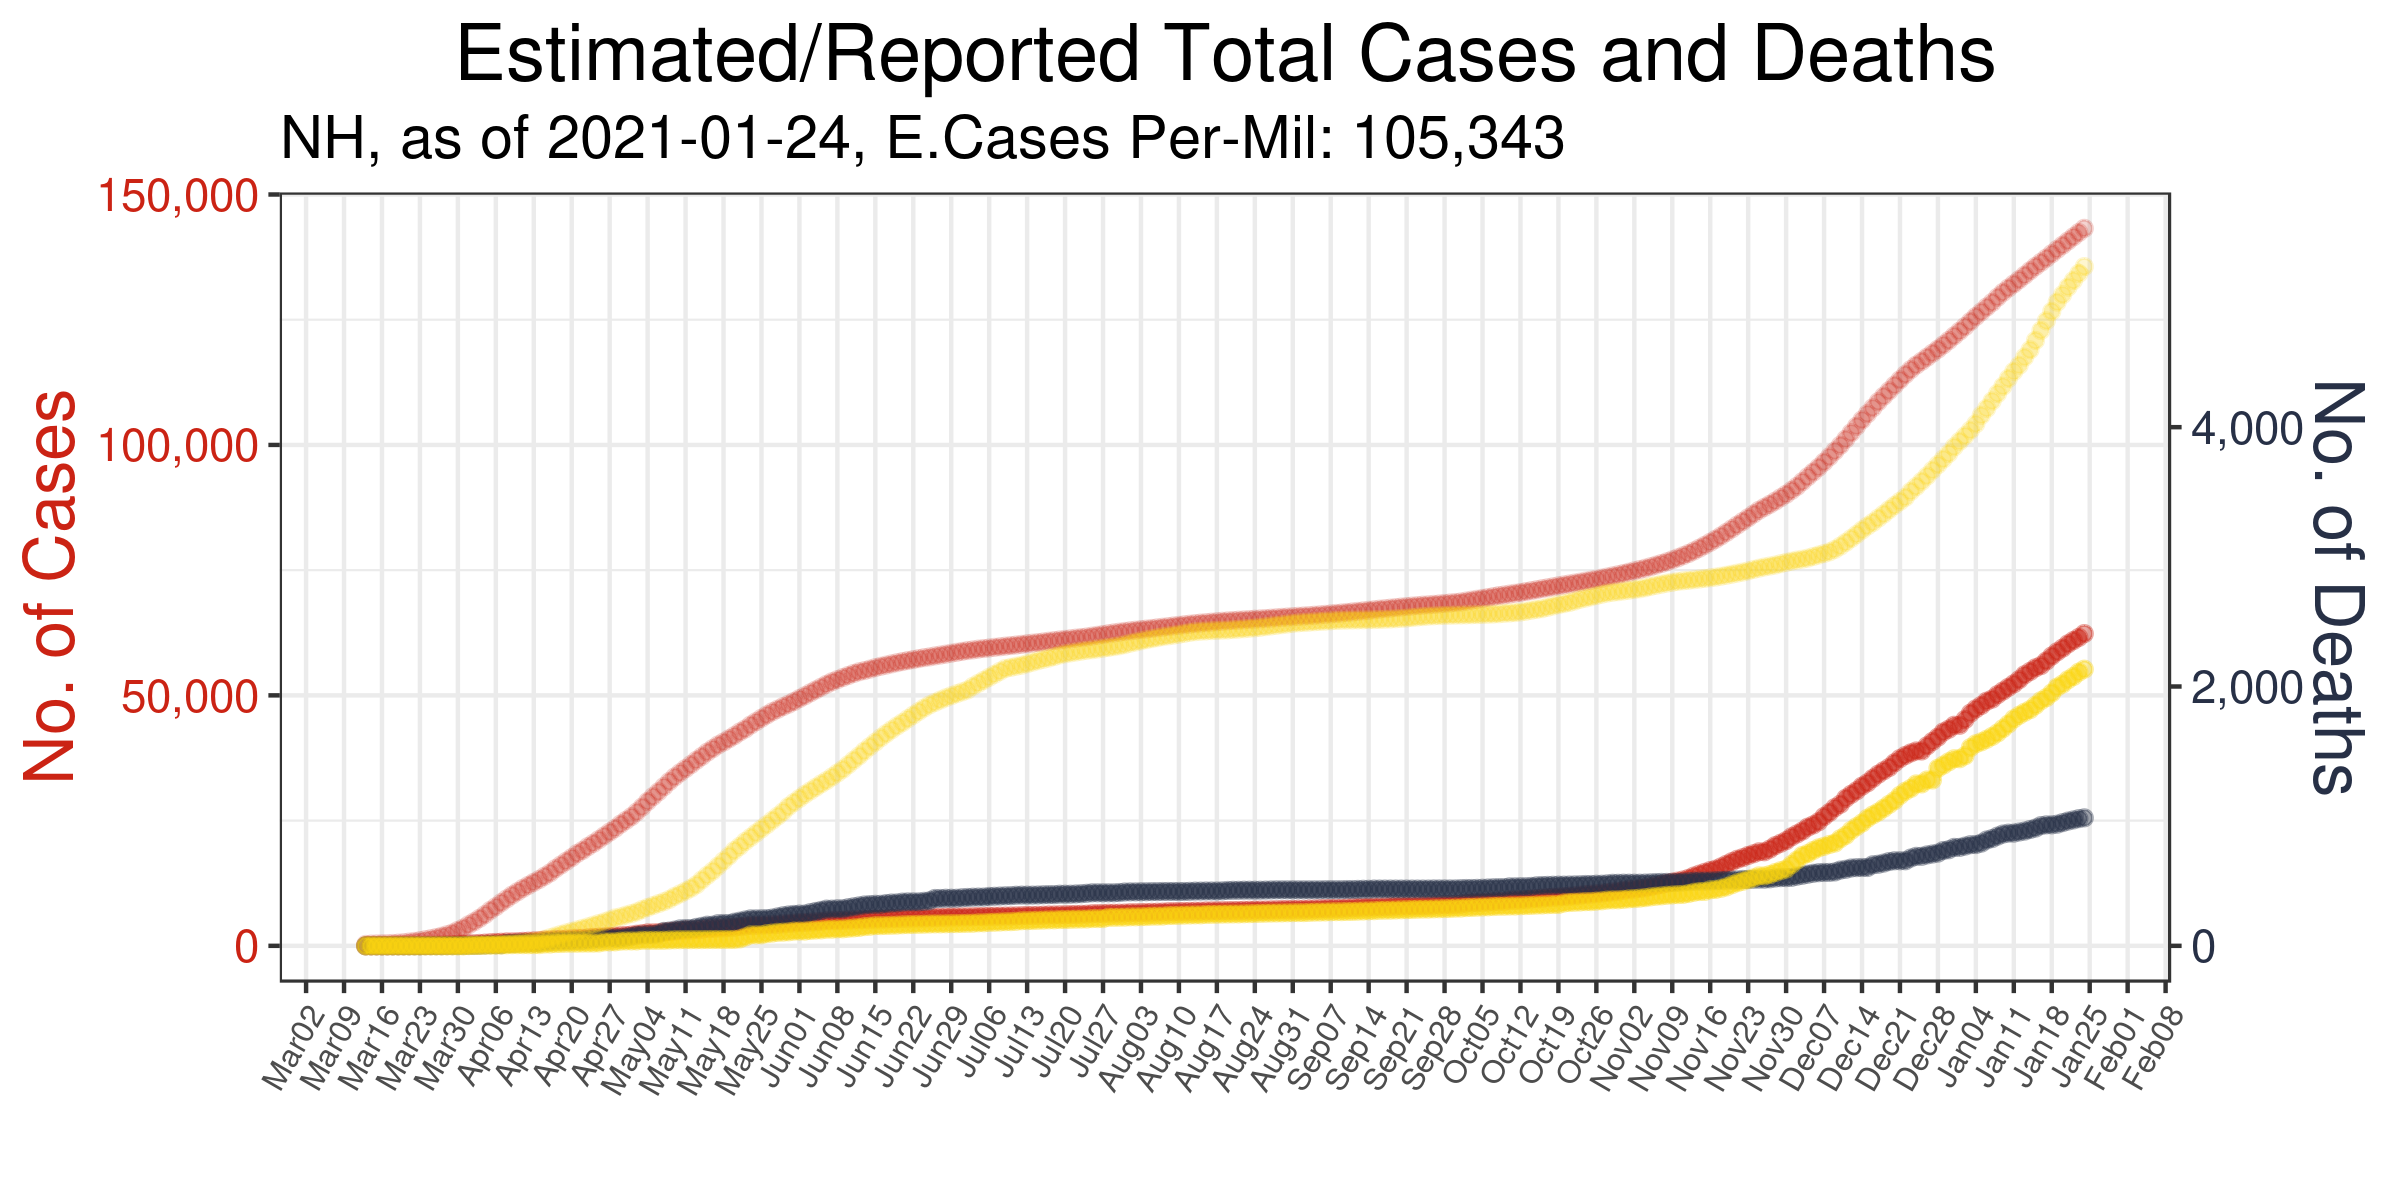 Estimated/Reported Total Cases and Deaths
NH, as of 2021-01-24, E.Cases Per-Mil: 105,343
No. of Cases
150,000
100,000
50,000
0
No. of Deaths
4,000
2,000
0
Mar02
Mar09
Mar16
Mar23
Mar30
Apr06
Apr13
Apr20
Apr27
May04
May11
May18
May25
Jun01
Jun08
Jun15
Jun22
Jun29
Jul06
Jul13
Jul20
Jul27
Aug03
Aug10
Aug17
Aug24
Aug31
Sep07
Sep14
Sep21
Sep28
Oct05
Oct12
Oct19
Oct26
Nov02
Nov09
Nov16
Nov23
Nov30
Dec07
Dec14
Dec21
Dec28
Jan04
Jan11
Jan18
Jan25
Feb01
Feb08